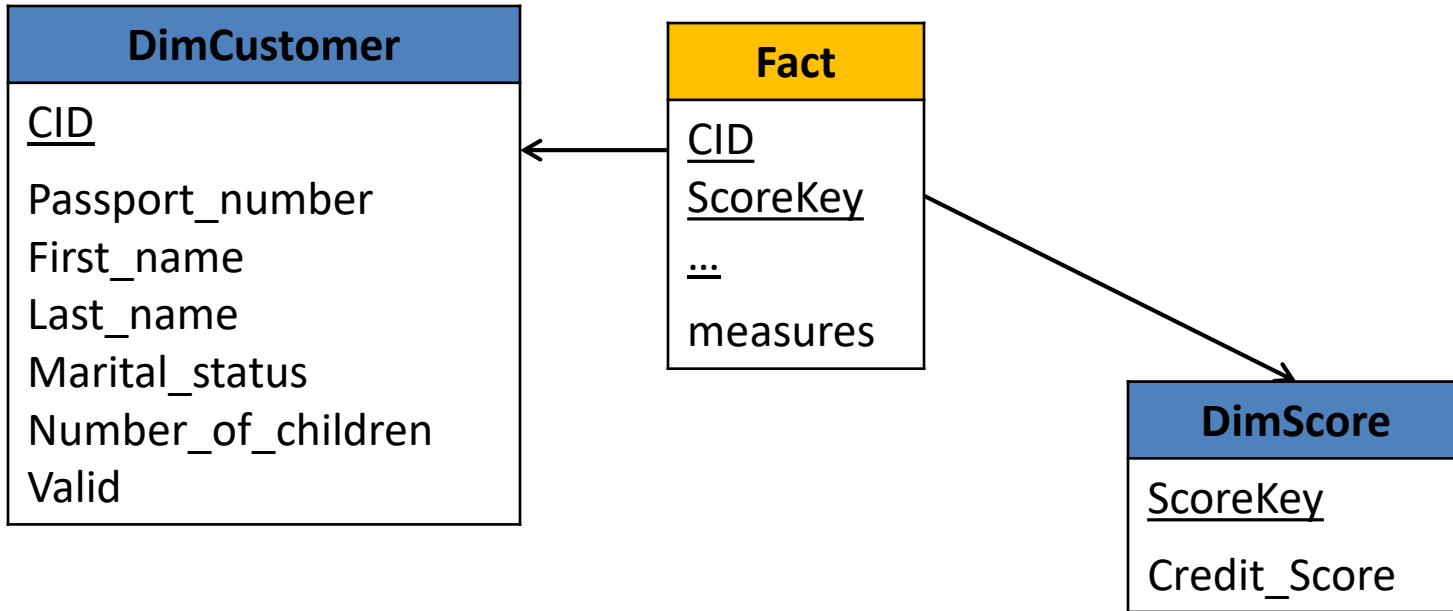 DimCustomer
CID
Passport_number
First_name
Last_name
Marital_status
Number_of_children
Valid
Fact
CID
ScoreKey
...
measures
DimScore
ScoreKey
Credit_Score